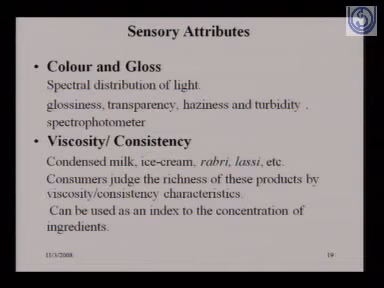 Sensory Attributes
• Colour and Gloss
Spectral distribution of light.
glossiness, transparency, haziness and turbidity .
spectrophotometer
• Viscosity/ Consistency
Condensed milk, ice-cream, rabri, lassi, etc.
Consumers judge the richness of these products by
viscosity/consistency characteristics.
Can be used as an index to the concentration of
ingredients.
11/3/2008
19